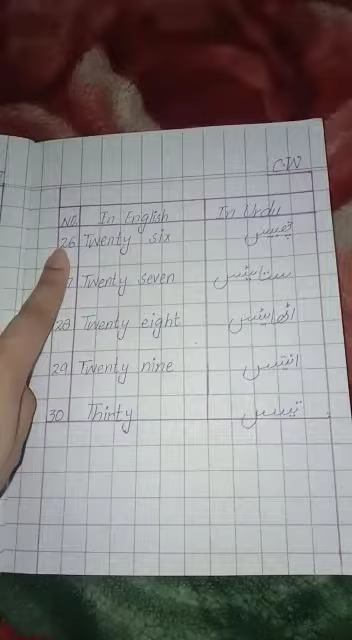 CW
No In English In Urdu
26 Twenty six چھبیس
7 Twenty seven ستائیس
28 Twenty eight اٹھائیس
29 Twenty nine انتیس
30 Thirty تیس